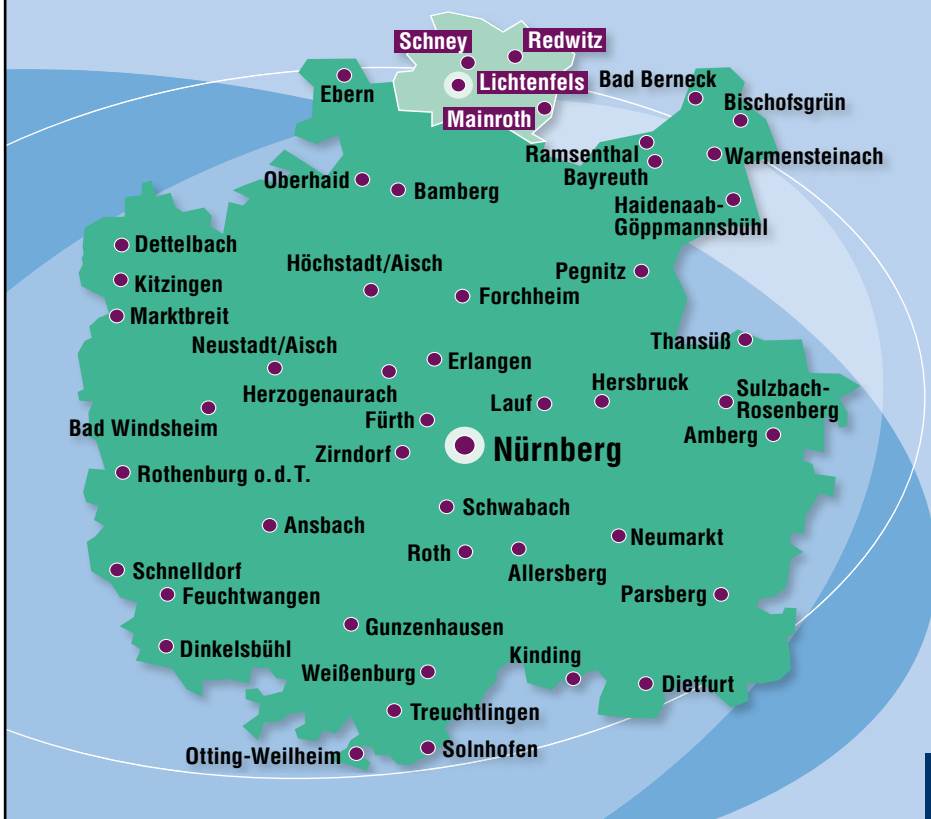 Schney
Redwitz
Ebern
Lichtenfels
Bad Berneck
Mainroth
Bischofsgrün
Ramsenthal
Bayreuth
Warmensteinach
Oberhaid
Bamberg
Haidenaab-
Göppmannsbühl
Dettelbach
Höchstadt/Aisch
Pegnitz
Kitzingen
Forchheim
Marktbreit
Neustadt/Aisch
Thansüß
Erlangen
Herzogenaurach
Hersbruck
Sulzbach-
Rosenberg
Lauf
Bad Windsheim
Fürth
Amberg
Zirndorf
Nürnberg
Rothenburg o.d.T.
Schwabach
Ansbach
Neumarkt
Roth
Allersberg
Schnelldorf
Feuchtwangen
Parsberg
Gunzenhausen
Dinkelsbühl
Kinding
Weißenburg
Dietfurt
Treuchtlingen
Otting-Weilheim
Solnhofen